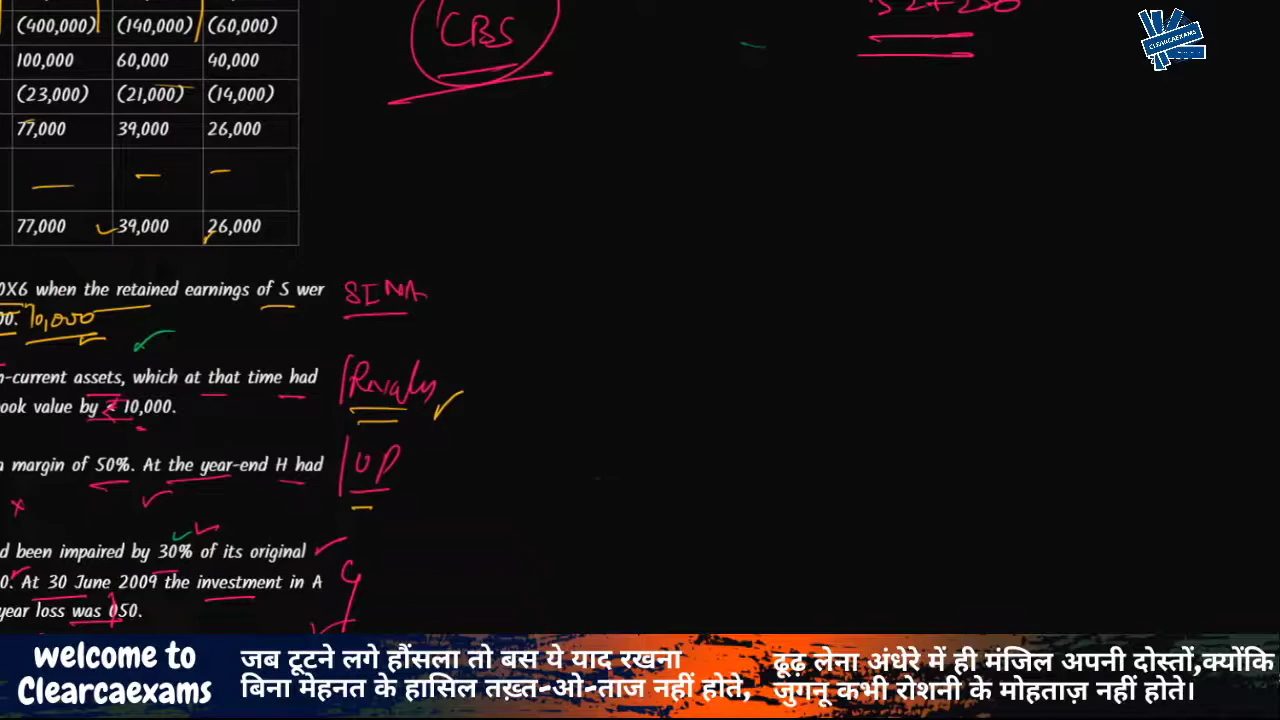 (400,000) (140,000) (60,000)
100,000 60,000 40,000
(23,000) (21,000) (14,000)
77,000 39,000 26,000
— — —
77,000 39,000 26,000
CBS
CLEARCAEXAMS
0X6 when the retained earnings of S wer
00. 70,000
n-current assets, which at that time had
ook value by ₹ 10,000.
a margin of 50%. At the year-end H had
UP
d been impaired by 30% of its original
0. At 30 June 2009 the investment in A
year loss was 050.
welcome to
Clearcaexams
जब टूटने लगे हौंसला तो बस ये याद रखना
बिना मेहनत के हासिल तख़्त-ओ-ताज नहीं होते,
ढूढ़ लेना अंधेरे में ही मंजिल अपनी दोस्तों,क्योंकि
जुगनू कभी रोशनी के मोहताज़ नहीं होते।